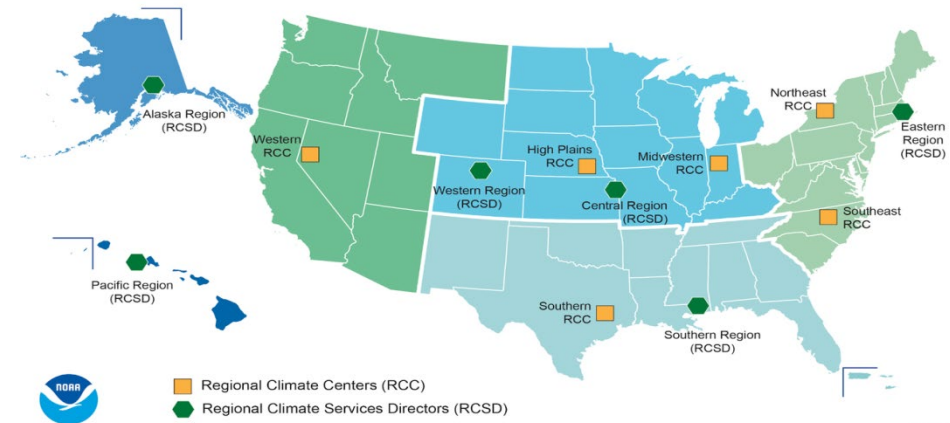 Alaska Region
(RCSD)
Western
RCC
Western Region
(RCSD)
High Plains
RCC
Central Region
(RCSD)
Midwestern
RCC
Northeast
RCC
Eastern
Region
(RCSD)
Southeast
RCC
Pacific Region
(RCSD)
Southern
RCC
Southern Region
(RCSD)
NOAA
Regional Climate Centers (RCC)
Regional Climate Services Directors (RCSD)